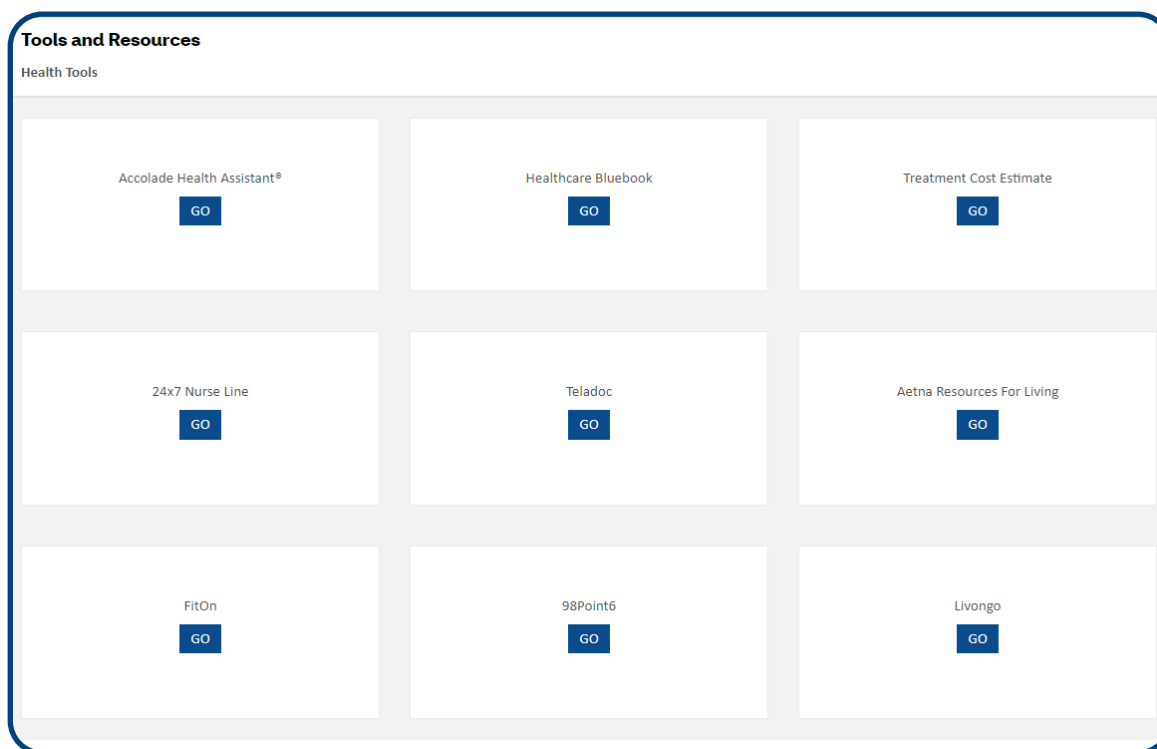 Tools and Resources
Health Tools
Accolade Health Assistant®
GO
Healthcare Bluebook
GO
Treatment Cost Estimate
GO
24x7 Nurse Line
GO
Teladoc
GO
Aetna Resources For Living
GO
FitOn
GO
98Point6
GO
Livongo
GO